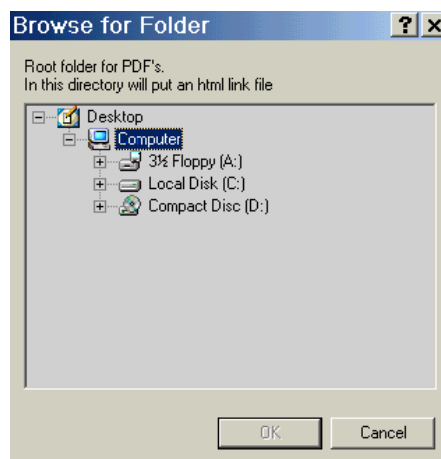 Browse for Folder
Root folder for PDF's.
In this directory will put an html link file
Desktop
Computer
3½ Floppy (A:)
Local Disk (C:)
Compact Disc (D:)
OK
Cancel